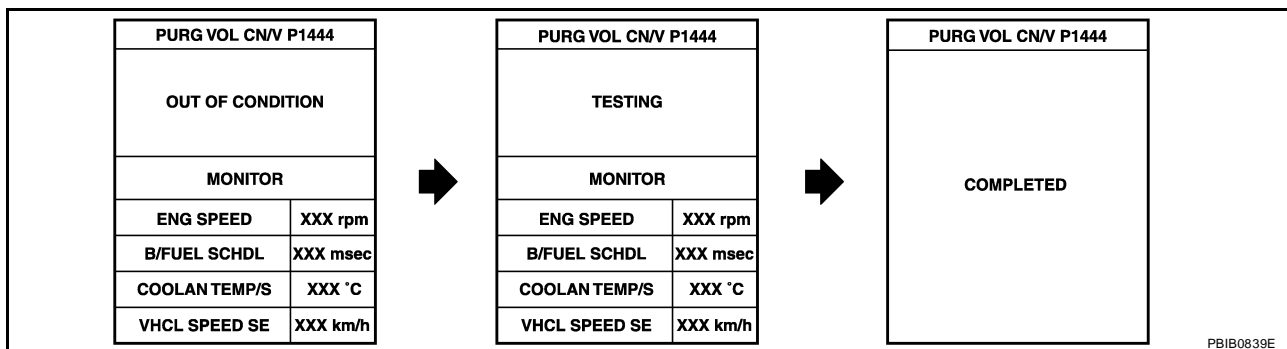 PURG VOL CN/V P1444
OUT OF CONDITION
MONITOR
ENG SPEED XXX rpm
B/FUEL SCHDL XXX msec
COOLAN TEMP/S XXX °C
VHCL SPEED SE XXX km/h
PURG VOL CN/V P1444
TESTING
MONITOR
ENG SPEED XXX rpm
B/FUEL SCHDL XXX msec
COOLAN TEMP/S XXX °C
VHCL SPEED SE XXX km/h
PURG VOL CN/V P1444
COMPLETED
PBIB0839E